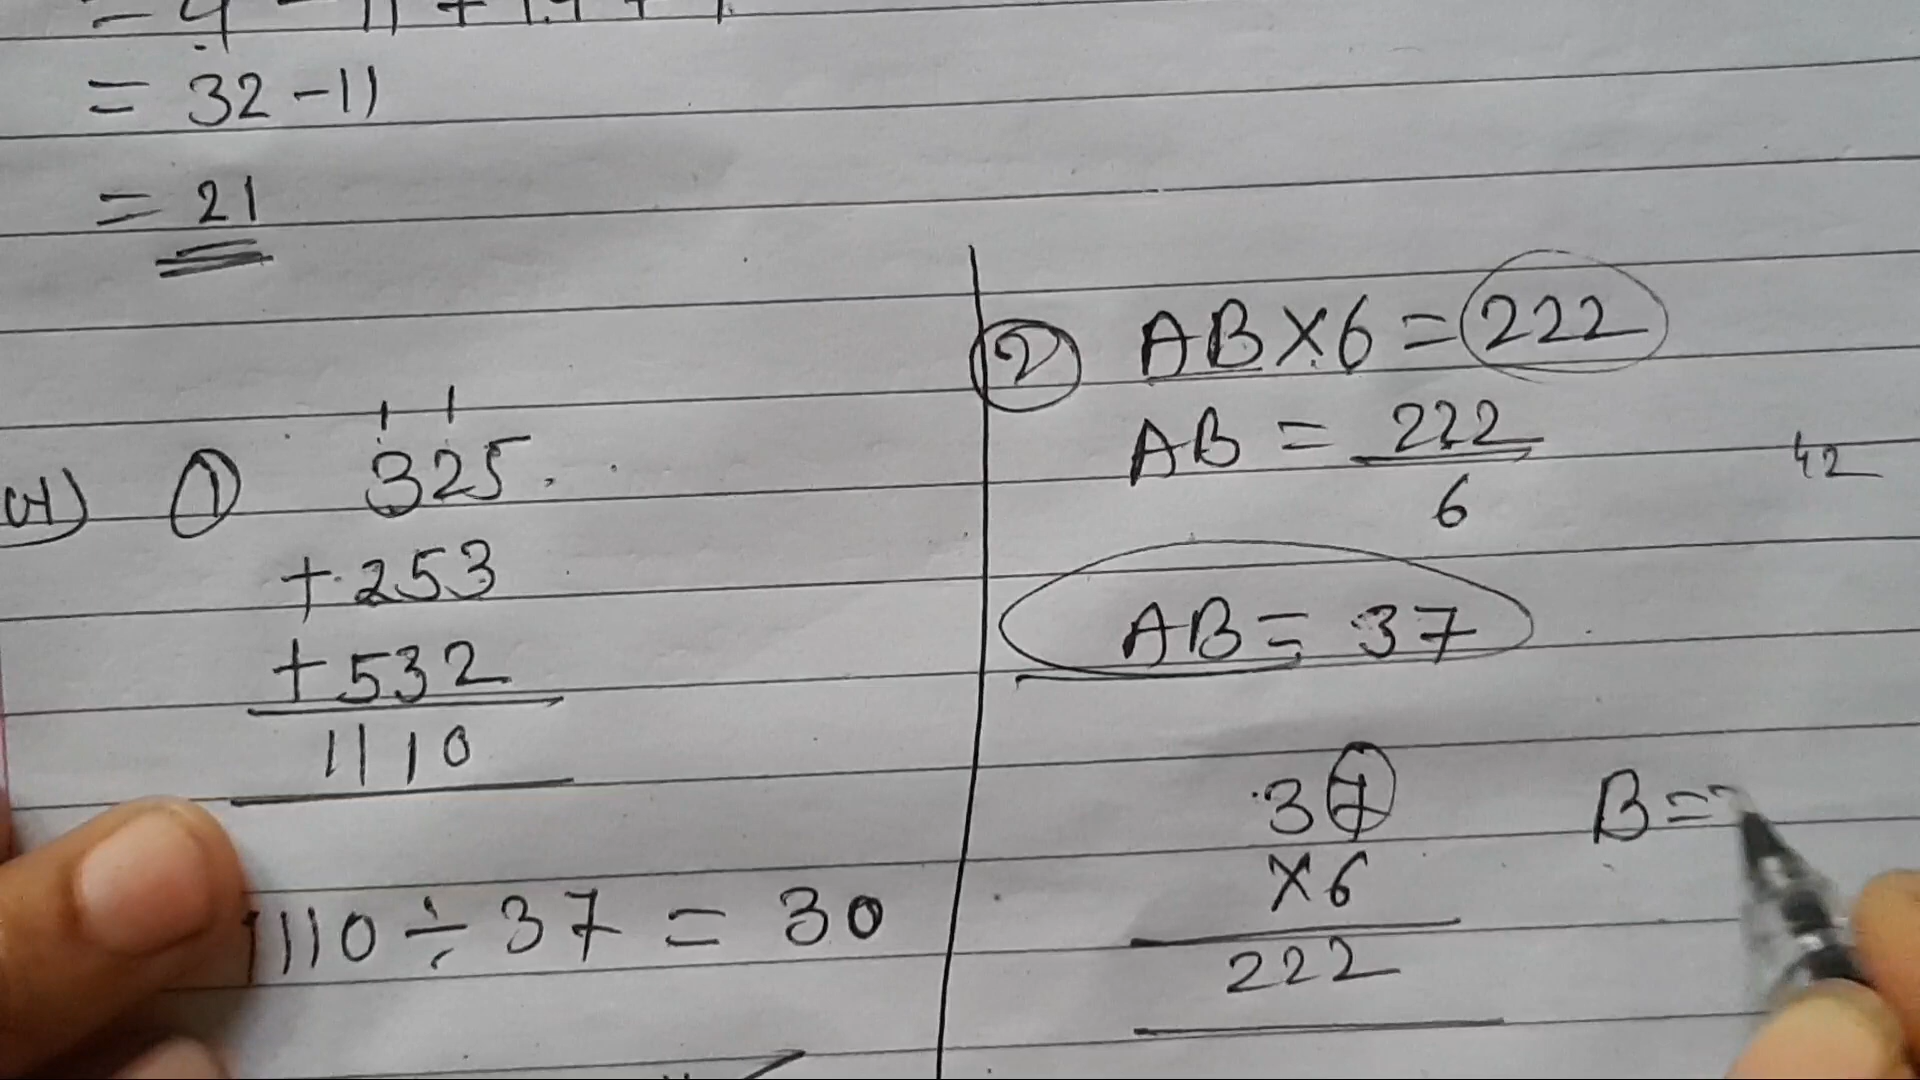 = 32 - 11
= 21
① 325
+ 253
+ 532
1110
1110 ÷ 37 = 30
② AB × 6 = 222
AB = 222
6
42
AB = 37
37
× 6
222
B =